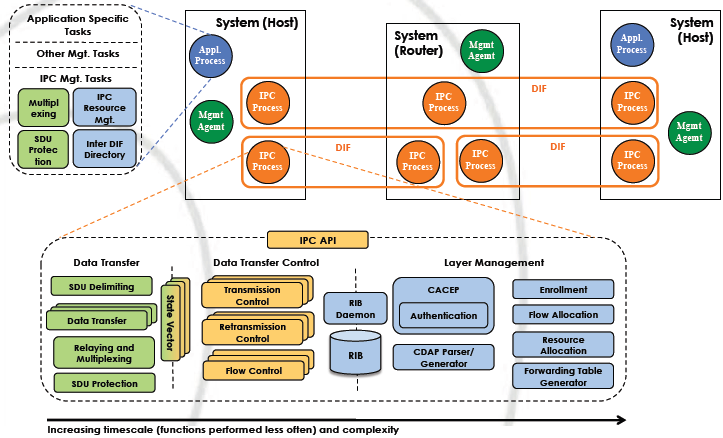 Application Specific
Tasks
Other Mgt. Tasks
IPC Mgt. Tasks
Multipl
exing
IPC
Resource
Mgt.
SDU
Protec
tion
Inter DIF
Directory
System (Host)
Appl.
Process
Mgmt
Agemt
IPC
Process
IPC
Process
System
(Router)
Mgmt
Agemt
IPC
Process
IPC
Process
IPC
Process
System
(Host)
Appl.
Process
IPC
Process
Mgmt
Agemt
IPC
Process
DIF
DIF
DIF
IPC API
Data Transfer
Data Transfer Control
Layer Management
SDU Delimiting
Data Transfer
Relaying and
Multiplexing
SDU Protection
State Vector
Transmission
Control
Retransmission
Control
Flow Control
RIB
Daemon
RIB
CACEP
Authentication
CDAP Parser/
Generator
Enrollment
Flow Allocation
Resource
Allocation
Forwarding Table
Generator
Increasing timescale (functions performed less often) and complexity